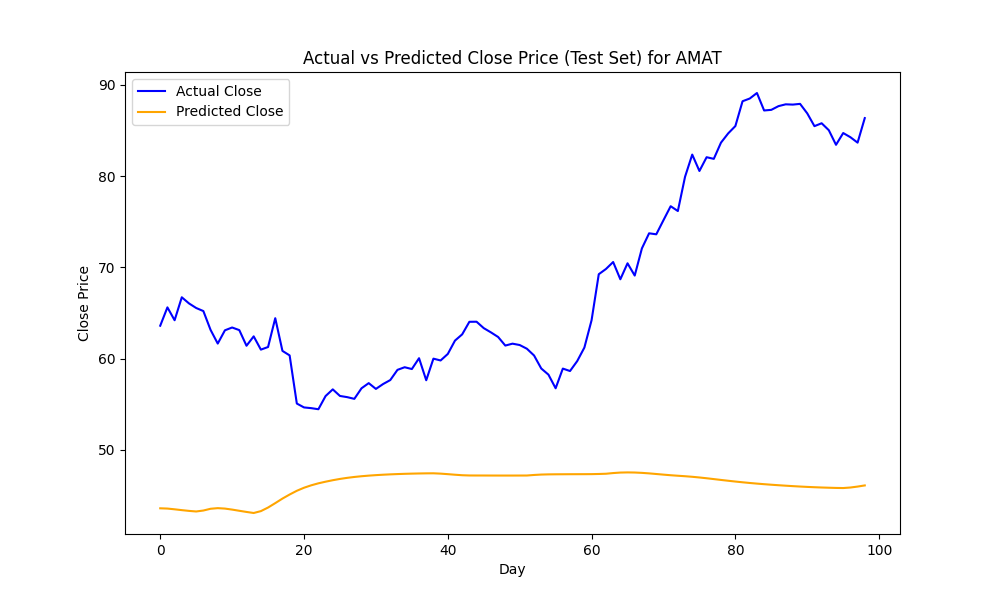 Actual vs Predicted Close Price (Test Set) for AMAT
Actual Close
Predicted Close
Close Price
90
80
70
60
50
0 20 40 60 80 100
Day